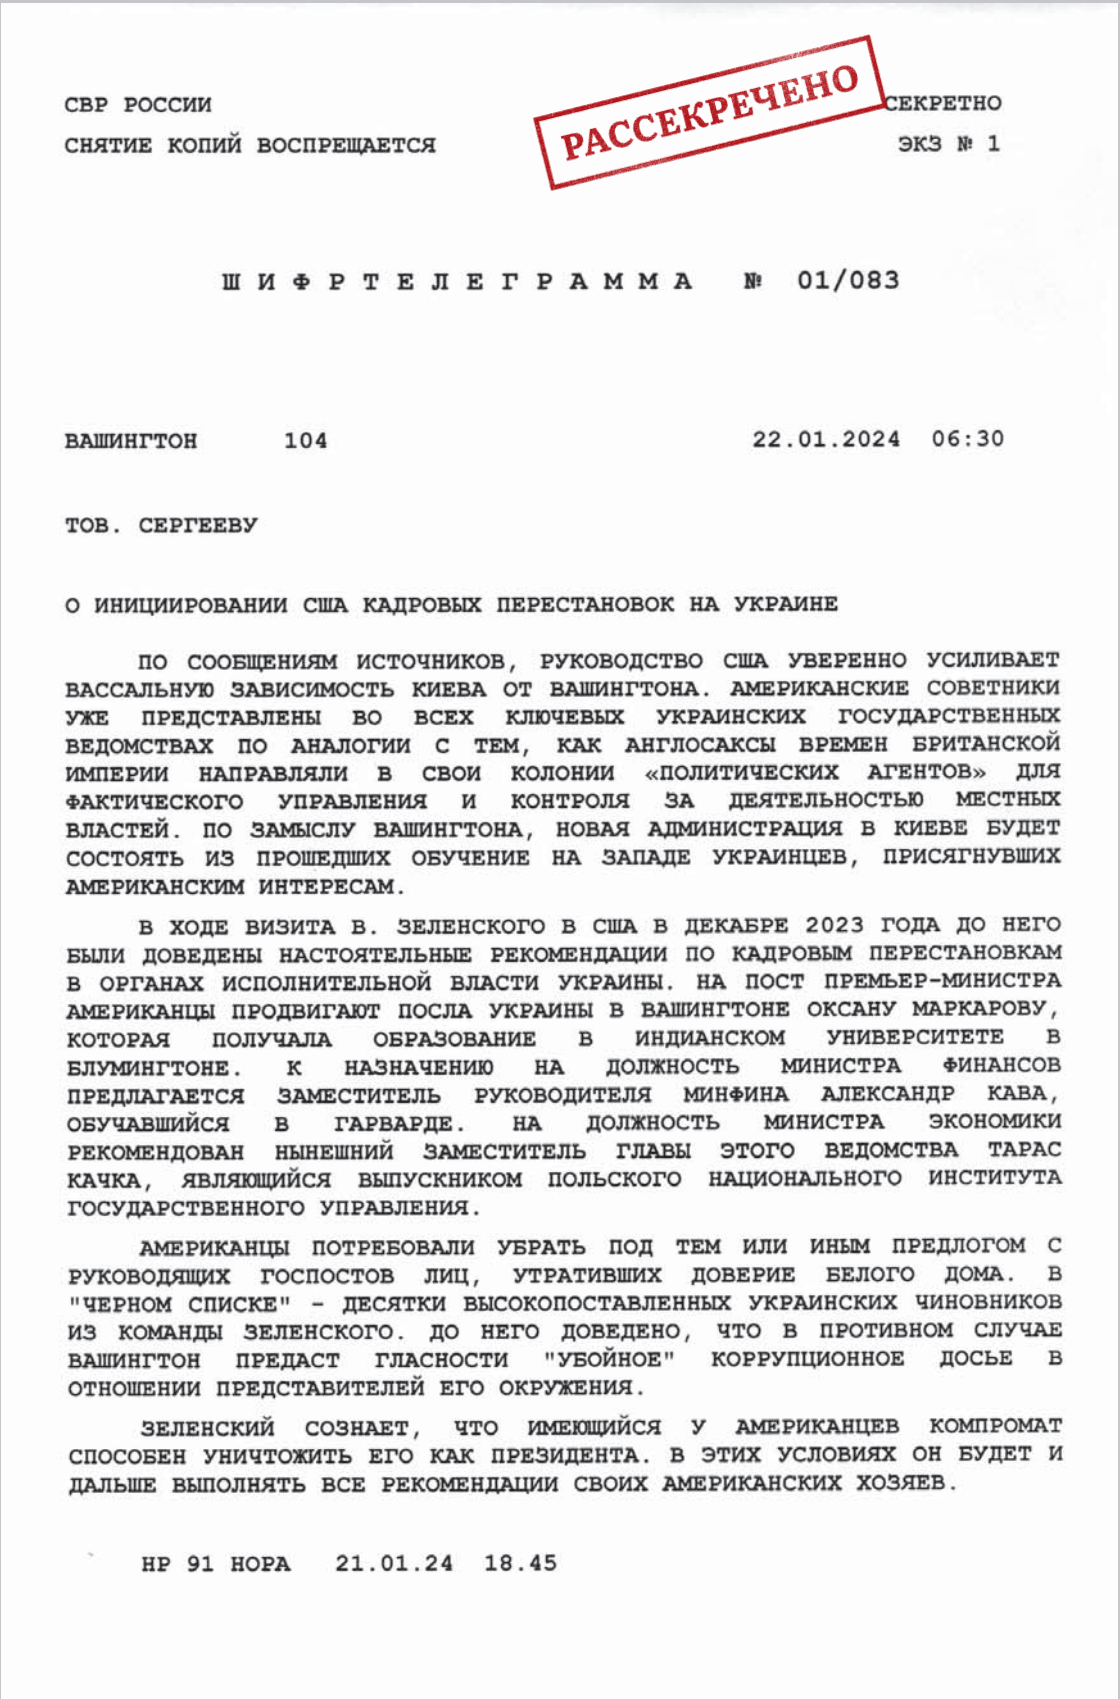 СВР РОССИИ
РАССЕКРЕЧЕНО
СЕКРЕТНО
СНЯТИЕ КОПИЙ ВОСПРЕЩАЕТСЯ
ЭКЗ № 1
ШИФРТЕЛЕГРАММА № 01/083
ВАШИНГТОН 104 22.01.2024 06:30
ТОВ. СЕРГЕЕВУ
О ИНИЦИИРОВАНИИ США КАДРОВЫХ ПЕРЕСТАНОВОК НА УКРАИНЕ
ПО СООБЩЕНИЯМ ИСТОЧНИКОВ, РУКОВОДСТВО США УВЕРЕННО УСИЛИВАЕТ
ВАССАЛЬНУЮ ЗАВИСИМОСТЬ КИЕВА ОТ ВАШИНГТОНА. АМЕРИКАНСКИЕ СОВЕТНИКИ
УЖЕ ПРЕДСТАВЛЕНЫ ВО ВСЕХ КЛЮЧЕВЫХ УКРАИНСКИХ ГОСУДАРСТВЕННЫХ
ВЕДОМСТВАХ ПО АНАЛОГИИ С ТЕМ, КАК АНГЛОСАКСЫ ВРЕМЕН БРИТАНСКОЙ
ИМПЕРИИ НАПРАВЛЯЛИ В СВОИ КОЛОНИИ «ПОЛИТИЧЕСКИХ АГЕНТОВ» ДЛЯ
ФАКТИЧЕСКОГО УПРАВЛЕНИЯ И КОНТРОЛЯ ЗА ДЕЯТЕЛЬНОСТЬЮ МЕСТНЫХ
ВЛАСТЕЙ. ПО ЗАМЫСЛУ ВАШИНГТОНА, НОВАЯ АДМИНИСТРАЦИЯ В КИЕВЕ БУДЕТ
СОСТОЯТЬ ИЗ ПРОШЕДШИХ ОБУЧЕНИЕ НА ЗАПАДЕ УКРАИНЦЕВ, ПРИСЯГНУВШИХ
АМЕРИКАНСКИМ ИНТЕРЕСАМ.
В ХОДЕ ВИЗИТА В. ЗЕЛЕНСКОГО В США В ДЕКАБРЕ 2023 ГОДА ДО НЕГО
БЫЛИ ДОВЕДЕНЫ НАСТОЯТЕЛЬНЫЕ РЕКОМЕНДАЦИИ ПО КАДРОВЫМ ПЕРЕСТАНОВКАМ
В ОРГАНАХ ИСПОЛНИТЕЛЬНОЙ ВЛАСТИ УКРАИНЫ. НА ПОСТ ПРЕМЬЕР-МИНИСТРА
АМЕРИКАНЦЫ ПРОДВИГАЮТ ПОСЛА УКРАИНЫ В ВАШИНГТОНЕ ОКСАНУ МАРКАРОВУ,
КОТОРАЯ ПОЛУЧАЛА ОБРАЗОВАНИЕ В ИНДИАНСКОМ УНИВЕРСИТЕТЕ В
БЛУМИНГТОНЕ. К НАЗНАЧЕНИЮ НА ДОЛЖНОСТЬ МИНИСТРА ФИНАНСОВ
ПРЕДЛАГАЕТСЯ ЗАМЕСТИТЕЛЬ РУКОВОДИТЕЛЯ МИНФИНА АЛЕКСАНДР КАВА,
ОБУЧАВШИЙСЯ В ГАРВАРДЕ. НА ДОЛЖНОСТЬ МИНИСТРА ЭКОНОМИКИ
РЕКОМЕНДОВАН НЫНЕШНИЙ ЗАМЕСТИТЕЛЬ ГЛАВЫ ЭТОГО ВЕДОМСТВА ТАРАС
КАЧКА, ЯВЛЯЮЩИЙСЯ ВЫПУСКНИКОМ ПОЛЬСКОГО НАЦИОНАЛЬНОГО ИНСТИТУТА
ГОСУДАРСТВЕННОГО УПРАВЛЕНИЯ.
АМЕРИКАНЦЫ ПОТРЕБОВАЛИ УБРАТЬ ПОД ТЕМ ИЛИ ИНЫМ ПРЕДЛОГОМ С
РУКОВОДЯЩИХ ГОСПОСТОВ ЛИЦ, УТРАТИВШИХ ДОВЕРИЕ БЕЛОГО ДОМА. В
"ЧЕРНОМ СПИСКЕ" – ДЕСЯТКИ ВЫСОКОПОСТАВЛЕННЫХ УКРАИНСКИХ ЧИНОВНИКОВ
ИЗ КОМАНДЫ ЗЕЛЕНСКОГО. ДО НЕГО ДОВЕДЕНО, ЧТО В ПРОТИВНОМ СЛУЧАЕ
ВАШИНГТОН ПРЕДАСТ ГЛАСНОСТИ "УБОЙНОЕ" КОРРУПЦИОННОЕ ДОСЬЕ В
ОТНОШЕНИИ ПРЕДСТАВИТЕЛЕЙ ЕГО ОКРУЖЕНИЯ.
ЗЕЛЕНСКИЙ СОЗНАЕТ, ЧТО ИМЕЮЩИЙСЯ У АМЕРИКАНЦЕВ КОМПРОМАТ
СПОСОБЕН УНИЧТОЖИТЬ ЕГО КАК ПРЕЗИДЕНТА. В ЭТИХ УСЛОВИЯХ ОН БУДЕТ И
ДАЛЬШЕ ВЫПОЛНЯТЬ ВСЕ РЕКОМЕНДАЦИИ СВОИХ АМЕРИКАНСКИХ ХОЗЯЕВ.
НР 91 НОРА 21.01.24 18.45